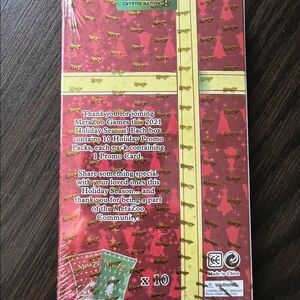 CRYPTID NATION
Thank you for joining
MetaZoo Games this 2021
Holiday Season! Each box
contains 10 Holiday Promo
Packs, each pack containing
1 Promo Card.
Share something special
with your loved ones this
Holiday Season... and
thank you for being a part
of the MetaZoo
Community!
x 10
CE
Made in China
WARNING: